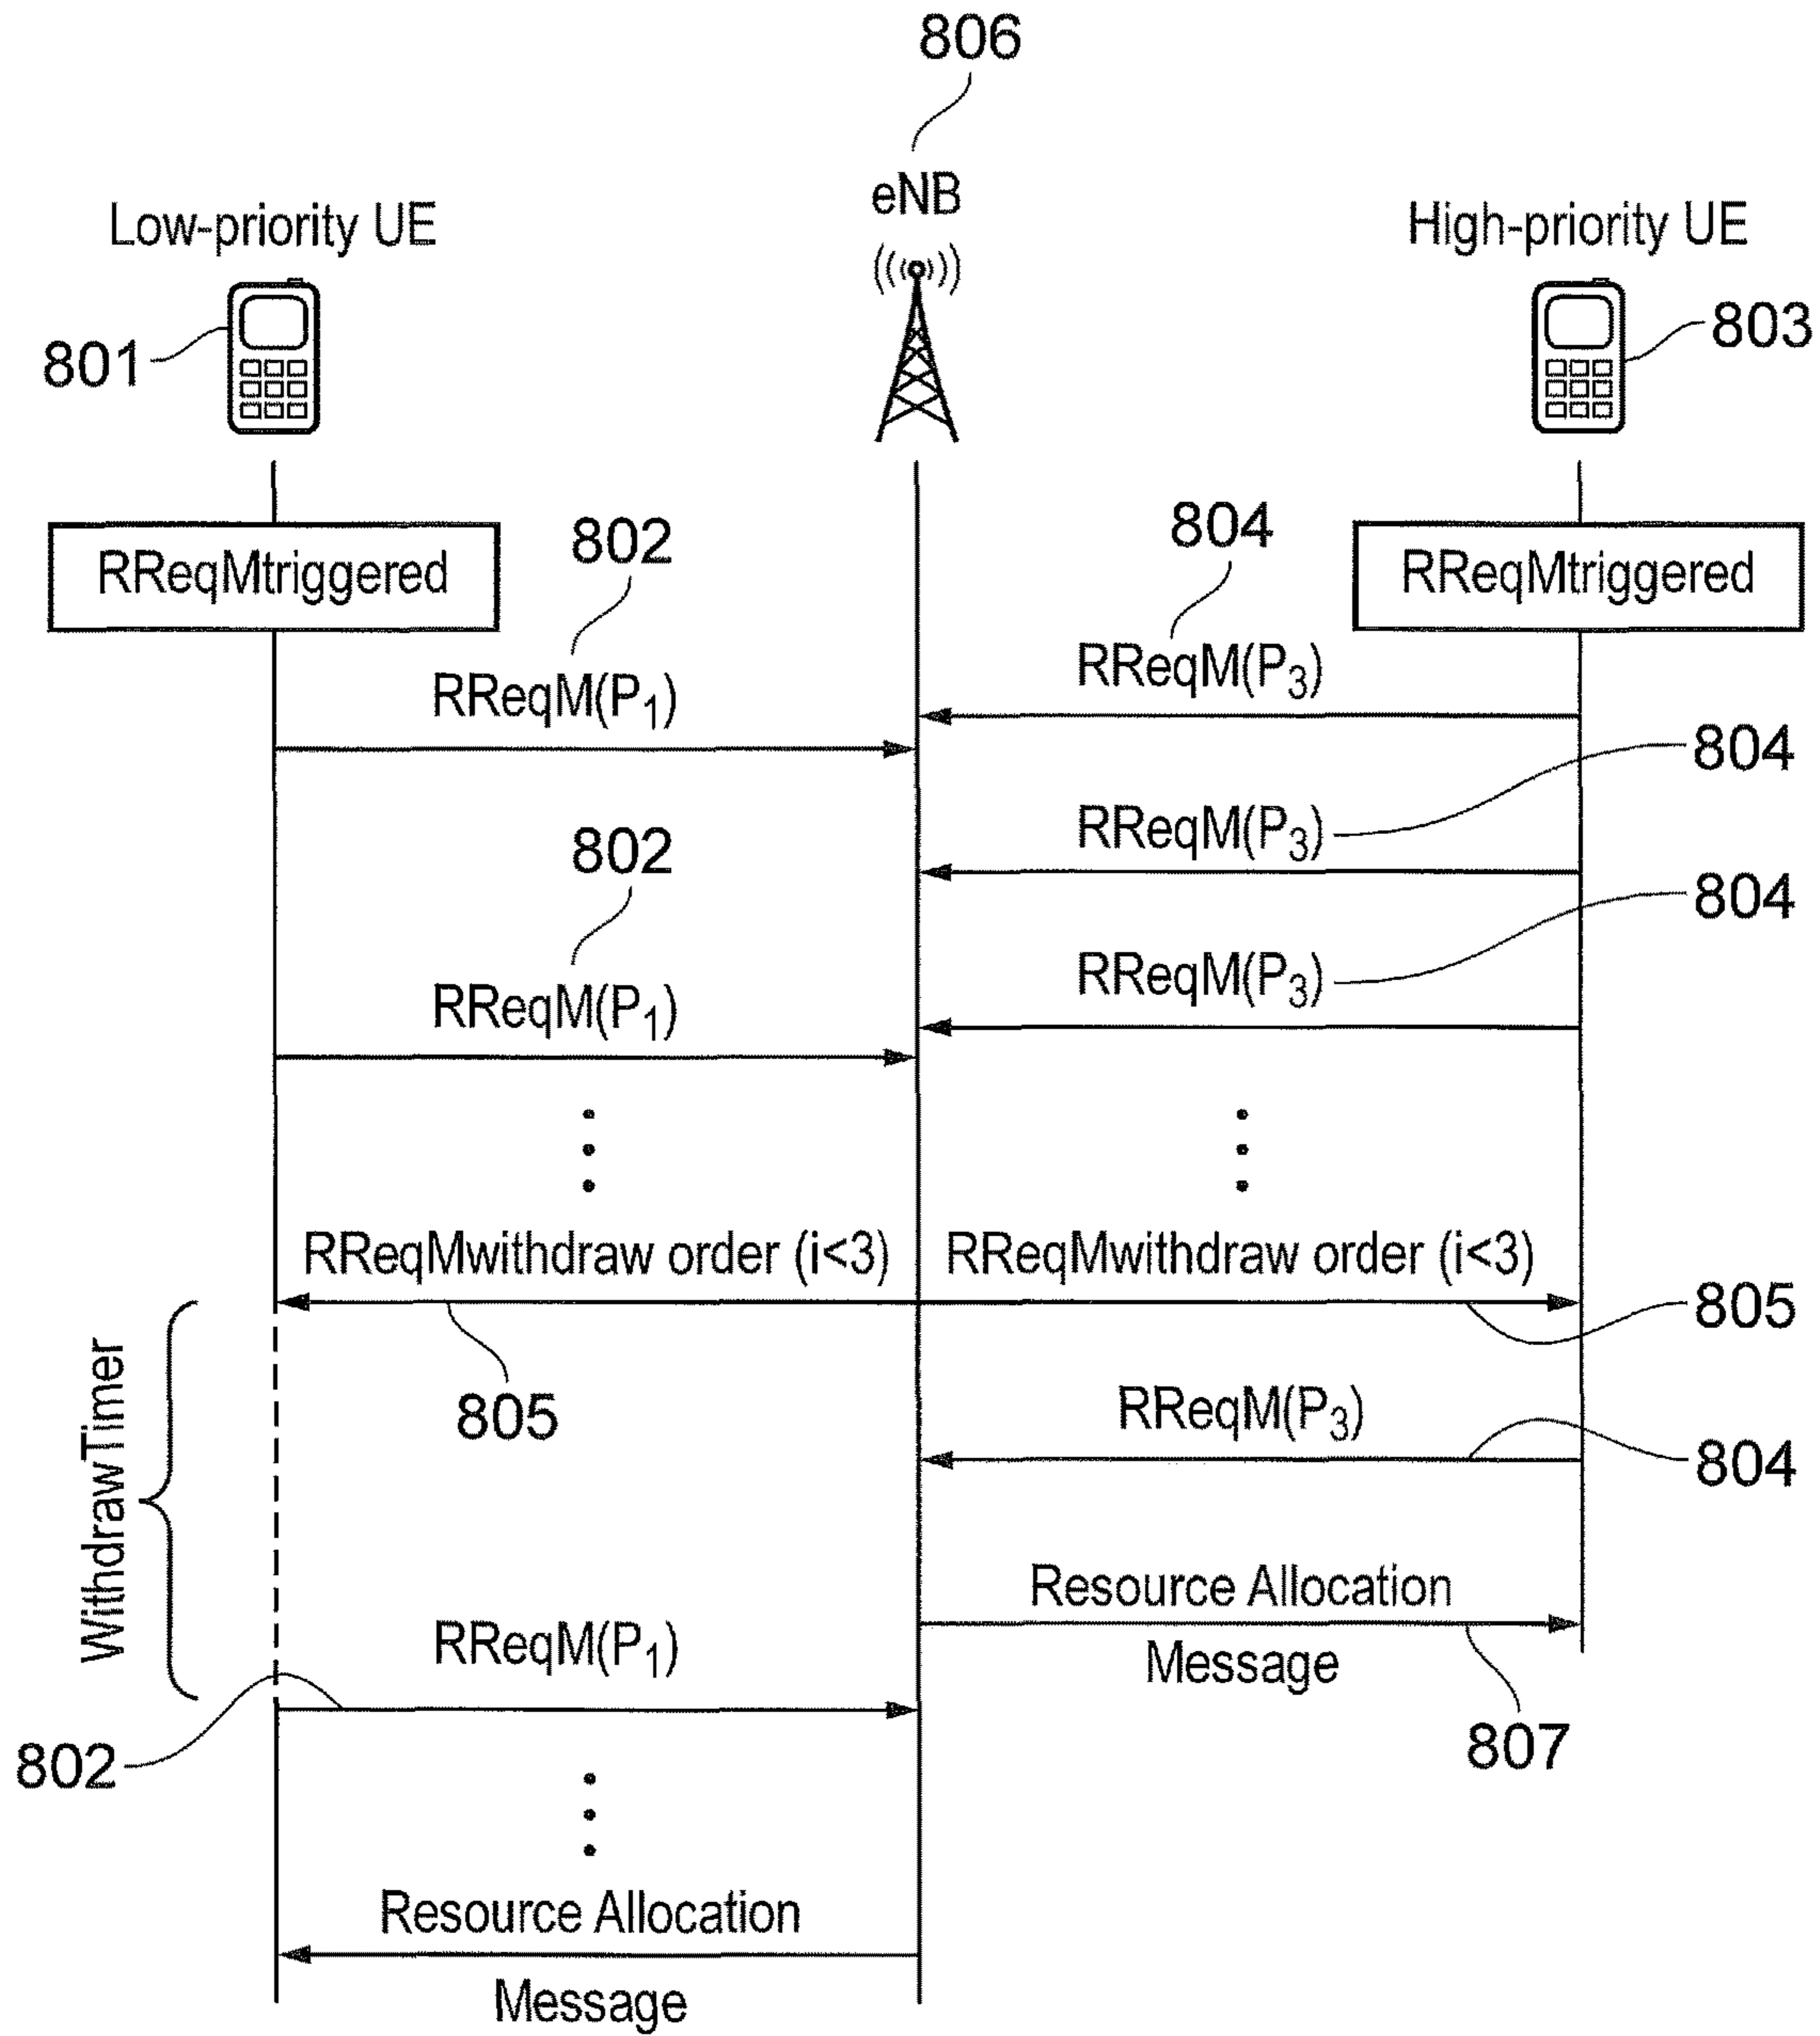 806
eNB
Low-priority UE
High-priority UE
801
803
RReqMtriggered
802
804
RReqMtriggered
RReqM(P3)
RReqM(P1)
804
RReqM(P3)
802
804
RReqM(P3)
RReqM(P1)
RReqMwithdraw order (i<3)
RReqMwithdraw order (i<3)
805
805
WithdrawTimer
RReqM(P3)
804
Resource Allocation
Message
RReqM(P1)
807
802
Resource Allocation
Message